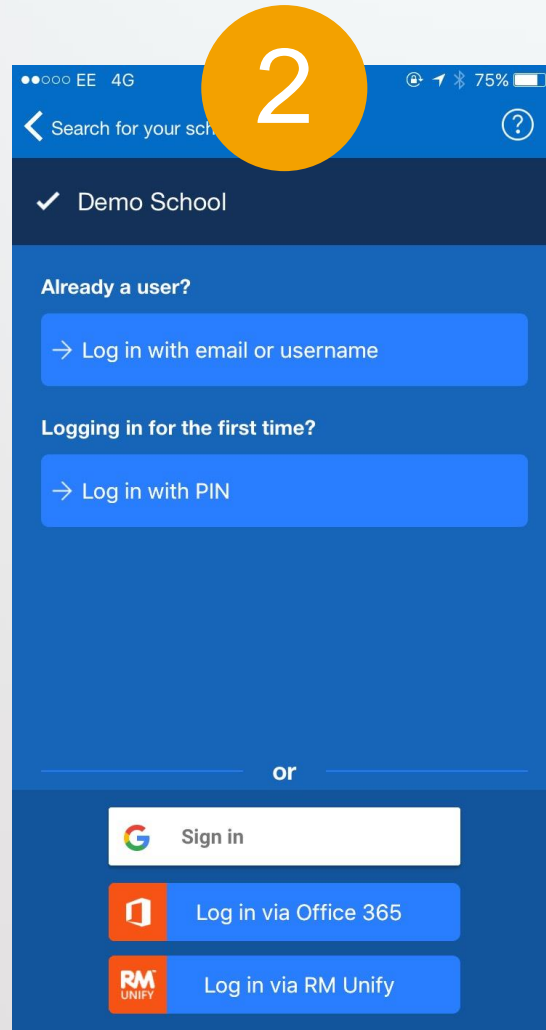 2
EE 4G 75%
Search for your sch
?
Demo School
Already a user?
Log in with email or username
Logging in for the first time?
Log in with PIN
or
G Sign in
Log in via Office 365
RM UNIFY Log in via RM Unify